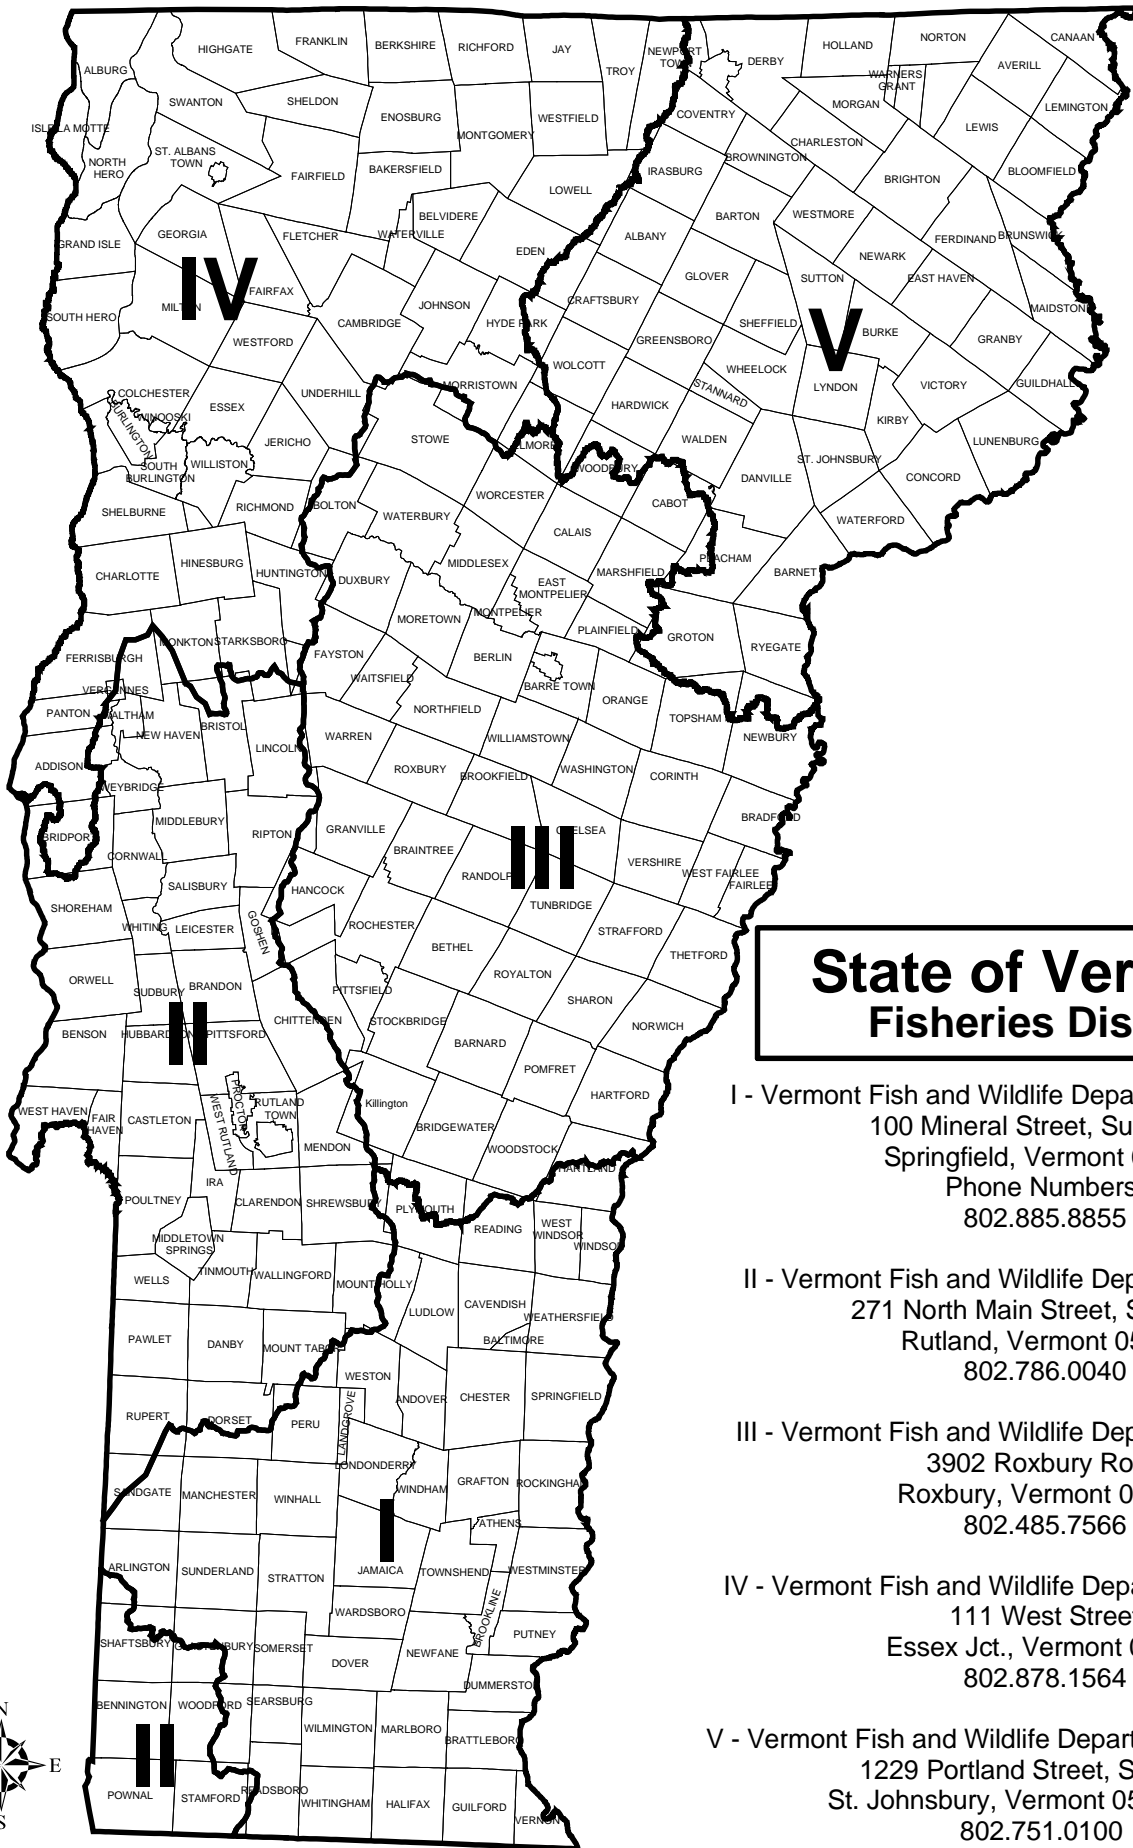 HIGHGATE
FRANKLIN
BERKSHIRE
RICHFORD
JAY
TROY
NEWPORT
TOWN
DERBY
HOLLAND
NORTON
CANAAN
AVERILL
WARNERS
GRANT
MORGAN
LEMINGTON
LEWIS
ALBURG
SWANTON
SHELDON
ENOSBURG
MONTGOMERY
WESTFIELD
COVENTRY
CHARLESTON
BROWNINGTON
BRIGHTON
BLOOMFIELD
ISLE LA MOTTE
NORTH
HERO
ST. ALBANS
TOWN
FAIRFIELD
BAKERSFIELD
LOWELL
IRASBURG
BARTON
WESTMORE
FERDINAND
BRUNSWICK
GRAND ISLE
GEORGIA
FLETCHER
WATERVILLE
BELVIDERE
EDEN
ALBANY
GLOVER
NEWARK
SUTTON
EAST HAVEN
MAIDSTONE
IV
SOUTH HERO
MILTON
FAIRFAX
CAMBRIDGE
JOHNSON
HYDE PARK
CRAFTSBURY
GREENSBORO
SHEFFIELD
V
BURKE
GRANBY
WESTFORD
WOLCOTT
WHEELOCK
LYNDON
VICTORY
GUILDHALL
COLCHESTER
WINOOSKI
BURLINGTON
ESSEX
UNDERHILL
MORRISTOWN
STANNARD
HARDWICK
KIRBY
LUNENBURG
JERICHO
STOWE
ELMORE
WOODBURY
WALDEN
ST. JOHNSBURY
SOUTH
BURLINGTON
WILLISTON
DANVILLE
CONCORD
SHELBURNE
RICHMOND
BOLTON
WATERBURY
WORCESTER
CABOT
WATERFORD
CALAIS
CHARLOTTE
HINESBURG
HUNTINGTON
DUXBURY
MIDDLESEX
EAST
MONTPELIER
MARSHFIELD
PEACHAM
BARNET
MONTPELIER
MORETOWN
PLAINFIELD
GROTON
RYEGATE
MONKTON
STARKSBORO
FERRISBURGH
FAYSTON
BERLIN
WAITSFIELD
BARRE TOWN
ORANGE
VERGENNES
PANTON
WALTHAM
NEW HAVEN
BRISTOL
LINCOLN
WARREN
NORTHFIELD
WILLIAMSTOWN
TOPSHAM
NEWBURY
ADDISON
WEYBRIDGE
ROXBURY
BROOKFIELD
WASHINGTON
CORINTH
BRIDPORT
MIDDLEBURY
RIPTON
GRANVILLE
BRAINTREE
CHELSEA
BRADFORD
CORNWALL
III
RANDOLPH
VERSHIRE
WEST FAIRLEE
FAIRLEE
SALISBURY
HANCOCK
TUNBRIDGE
SHOREHAM
WHITING
LEICESTER
GOSHEN
ROCHESTER
BETHEL
STRAFFORD
THETFORD
ORWELL
SUDBURY
BRANDON
PITTSFIELD
ROYALTON
SHARON
BENSON
HUBBARDTON
II
PITTSFORD
CHITTENDEN
STOCKBRIDGE
BARNARD
NORWICH
POMFRET
HARTFORD
WEST HAVEN
FAIR
HAVEN
CASTLETON
PROCTOR
WEST RUTLAND
RUTLAND
TOWN
MENDON
Killington
BRIDGEWATER
WOODSTOCK
HARTLAND
IRA
POULTNEY
CLARENDON
SHREWSBURY
PLYMOUTH
READING
WEST
WINDSOR
WINDSOR
MIDDLETOWN
SPRINGS
WELLS
TINMOUTH
WALLINGFORD
MOUNT HOLLY
LUDLOW
CAVENDISH
WEATHERSFIELD
BALTIMORE
PAWLET
DANBY
MOUNT TABOR
WESTON
ANDOVER
CHESTER
SPRINGFIELD
RUPERT
DORSET
PERU
LANDGROVE
LONDONDERRY
WINDHAM
GRAFTON
ROCKINGHAM
SANDGATE
MANCHESTER
WINHALL
I
ATHENS
ARLINGTON
SUNDERLAND
STRATTON
JAMAICA
TOWNSHEND
WESTMINSTER
WARDSBORO
BROOKLINE
PUTNEY
SHAFTSBURY
GLASTENBURY
SOMERSET
DOVER
NEWFANE
DUMMERSTO
BENNINGTON
WOODFORD
SEARSBURG
WILMINGTON
MARLBORO
BRATTLEBORO
II
POWNAL
STAMFORD
READSBORO
WHITINGHAM
HALIFAX
GUILFORD
VERNON
N
E
S
State of Ver
Fisheries Dis
I - Vermont Fish and Wildlife Depa
100 Mineral Street, Su
Springfield, Vermont
Phone Numbers
802.885.8855
II - Vermont Fish and Wildlife Dep
271 North Main Street, S
Rutland, Vermont 05
802.786.0040
III - Vermont Fish and Wildlife Dep
3902 Roxbury Ro
Roxbury, Vermont 0
802.485.7566
IV - Vermont Fish and Wildlife Depa
111 West Street
Essex Jct., Vermont
802.878.1564
V - Vermont Fish and Wildlife Depart
1229 Portland Street, S
St. Johnsbury, Vermont 05
802.751.0100